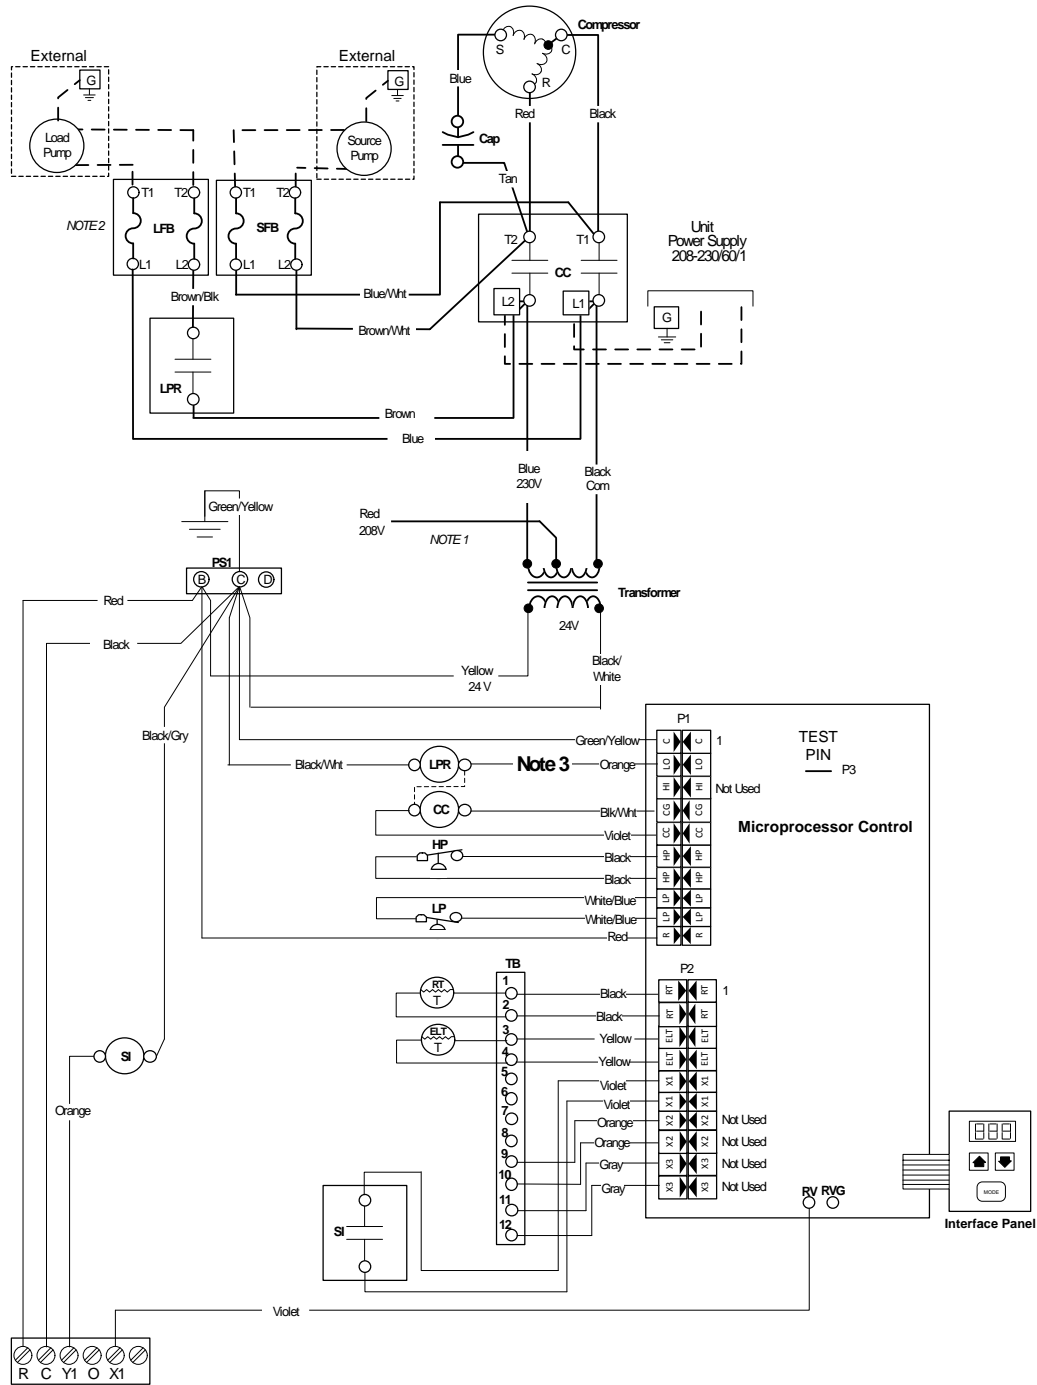 Compressor
S
C
R
External
External
G
G
Load
Pump
Source
Pump
Blue
Red
Black
Cap
Tan
NOTE 2
T1
T2
LFB
L1
L2
T1
T2
SFB
L1
L2
T2
T1
CC
L2
L1
Unit
Power Supply
208-230/60/1
G
Brown/Blk
Blue/Wht
Brown/Wht
LPR
Brown
Blue
Blue
230V
Black
Com
Green/Yellow
Red
208V
NOTE 1
PS1
B
C
D
Transformer
24V
Red
Black
Yellow
24 V
Black/
White
Black/Gry
P1
TEST
PIN
P3
Green/Yellow
C
C
1
Black/Wht
LPR
Note 3
Orange
LO
LO
HI
HI
Not Used
CC
Blk/Wht
CG
CG
Violet
CC
CC
Microprocessor Control
HP
Black
HP
HP
Black
HP
HP
White/Blue
LP
LP
LP
White/Blue
LP
LP
Red
R
R
TB
P2
RT
T
1
Black
RT
RT
1
2
Black
RT
RT
ELT
T
3
Yellow
ELT
ELT
4
Yellow
ELT
ELT
5
Violet
X1
X1
6
Violet
X1
X1
7
Orange
X2
X2
Not Used
8
Orange
X2
X2
Not Used
9
Gray
X3
X3
Not Used
10
Gray
X3
X3
Not Used
11
12
SI
Orange
SI
RV
RVG
MODE
Interface Panel
Violet
R
C
Y1
O
X1